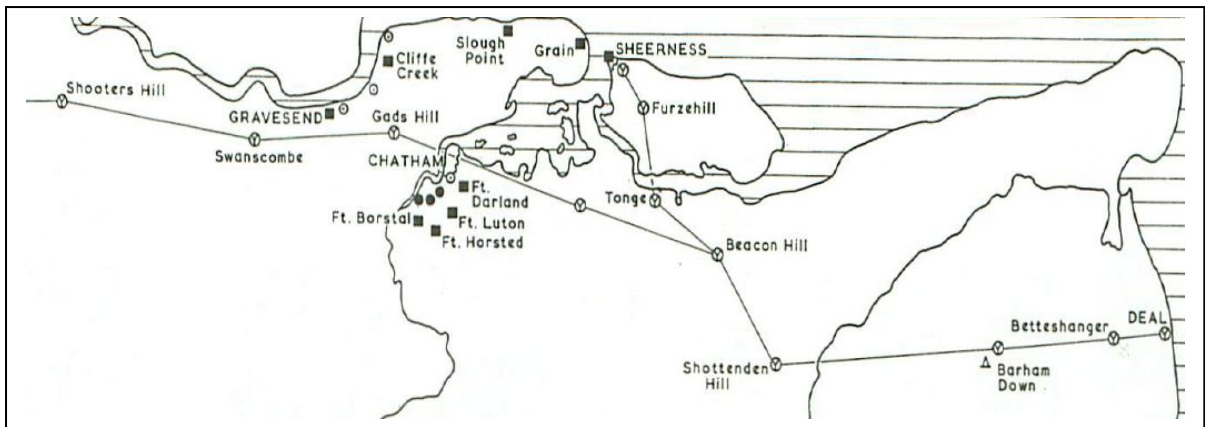 Slough
Point
Grain
SHEERNESS
Cliffe
Creek
Shooters Hill
GRAVESEND
Gads Hill
Furzehill
Swanscombe
CHATHAM
Ft.
Darland
Tonge
Ft. Borstal
Ft. Luton
Ft. Horsted
Beacon Hill
Betteshanger
DEAL
Shottenden
Hill
Barham
Down